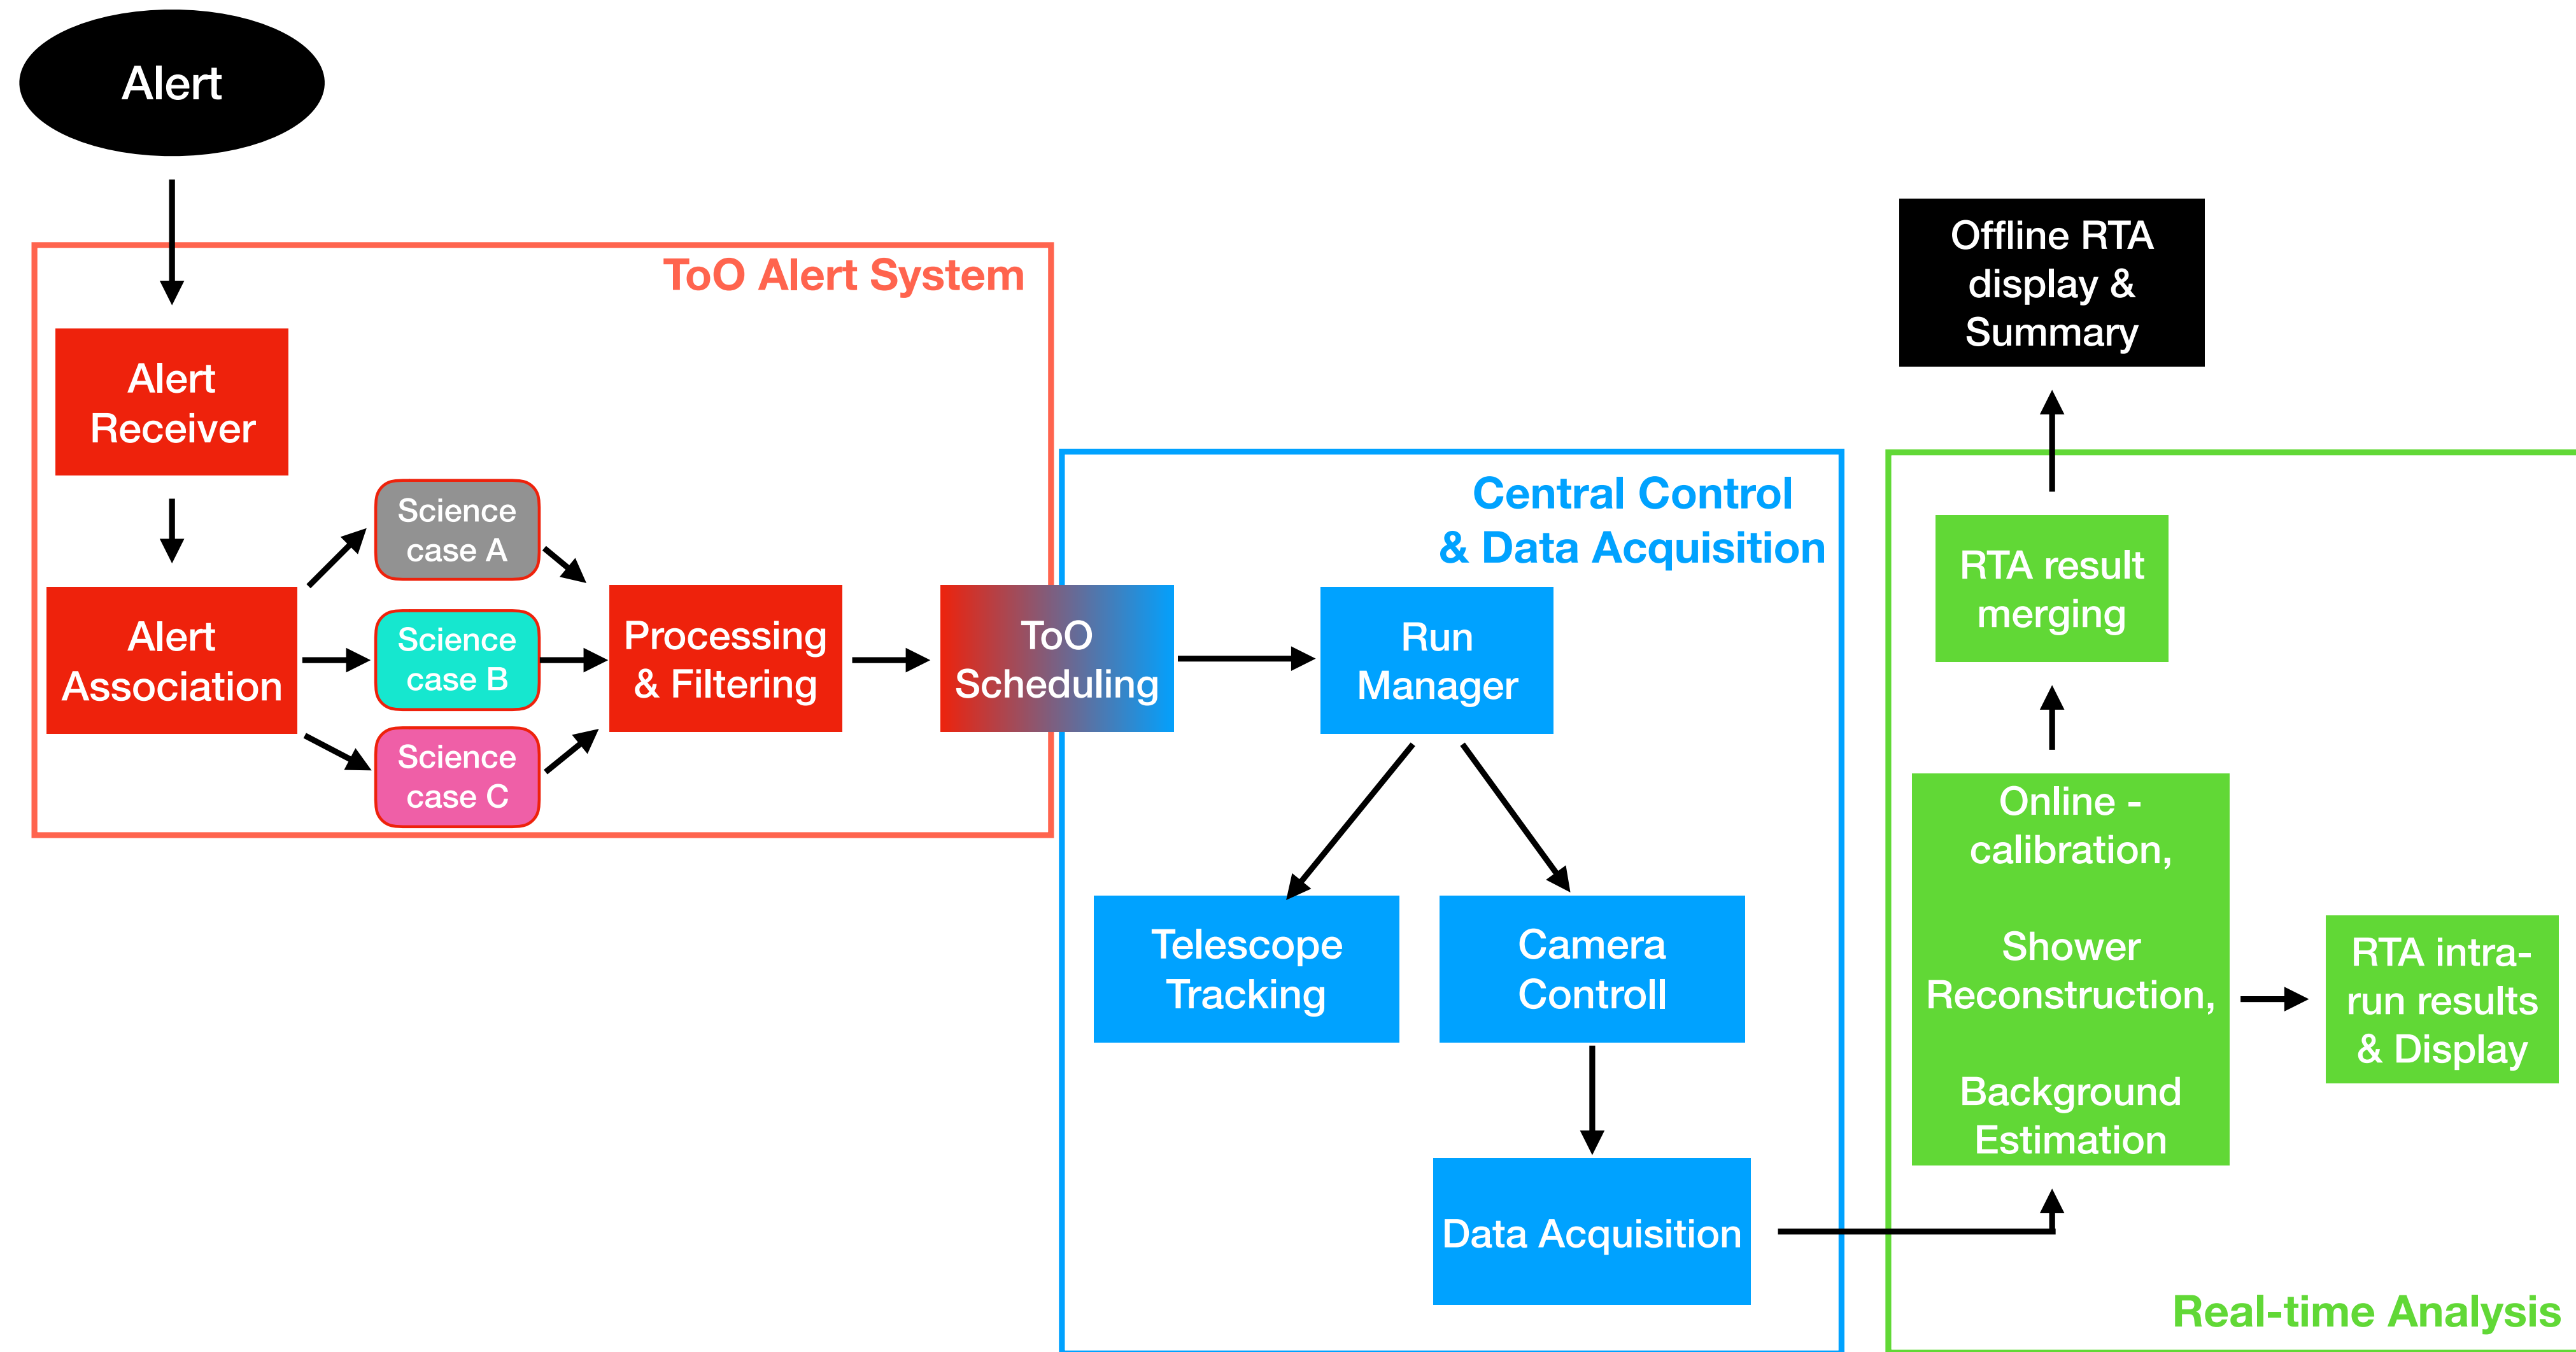 Alert
ToO Alert System
Alert
Receiver
Alert
Association
Science
case A
Science
case B
Science
case C
Processing
& Filtering
ToO
Scheduling
Central Control
& Data Acquisition
Run
Manager
Telescope
Tracking
Camera
Controll
Data Acquisition
Offline RTA
display &
Summary
RTA result
merging
Online -
calibration,
Shower
Reconstruction,
Background
Estimation
RTA intra-
run results
& Display
Real-time Analysis